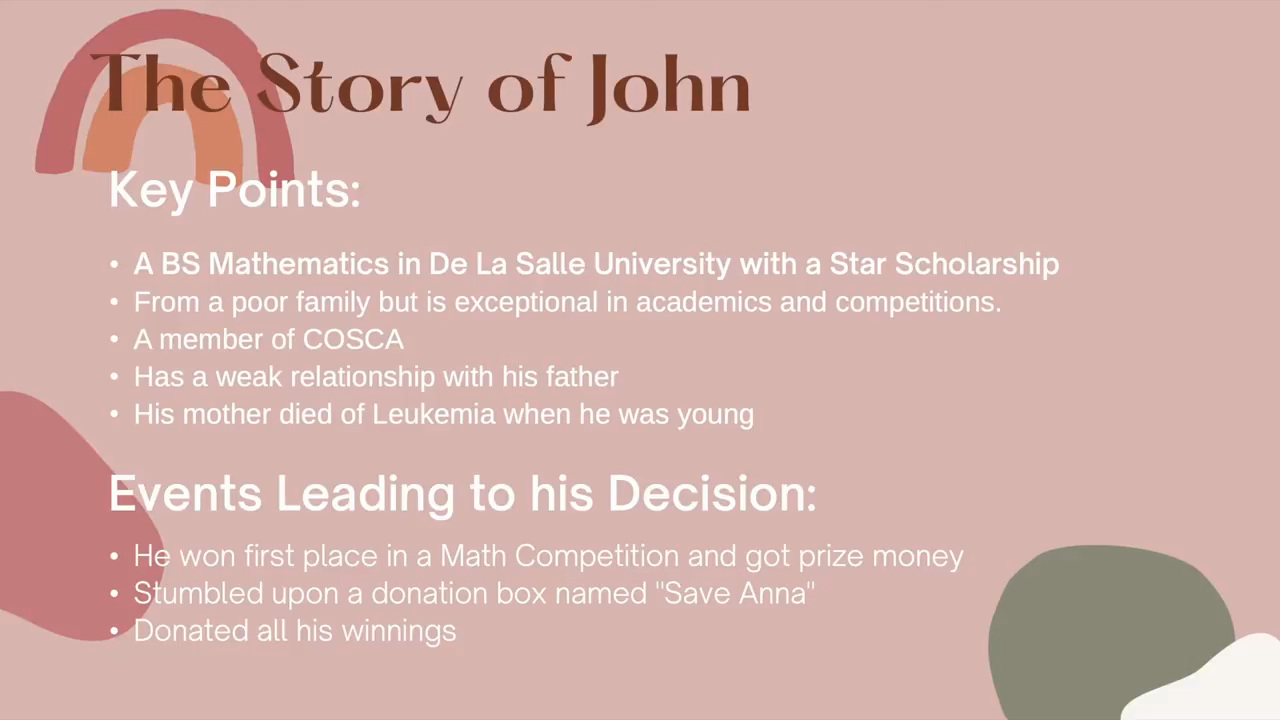 The Story of John
Key Points:
• A BS Mathematics in De La Salle University with a Star Scholarship
• From a poor family but is exceptional in academics and competitions.
• A member of COSCA
• Has a weak relationship with his father
• His mother died of Leukemia when he was young
Events Leading to his Decision:
• He won first place in a Math Competition and got prize money
• Stumbled upon a donation box named "Save Anna"
• Donated all his winnings